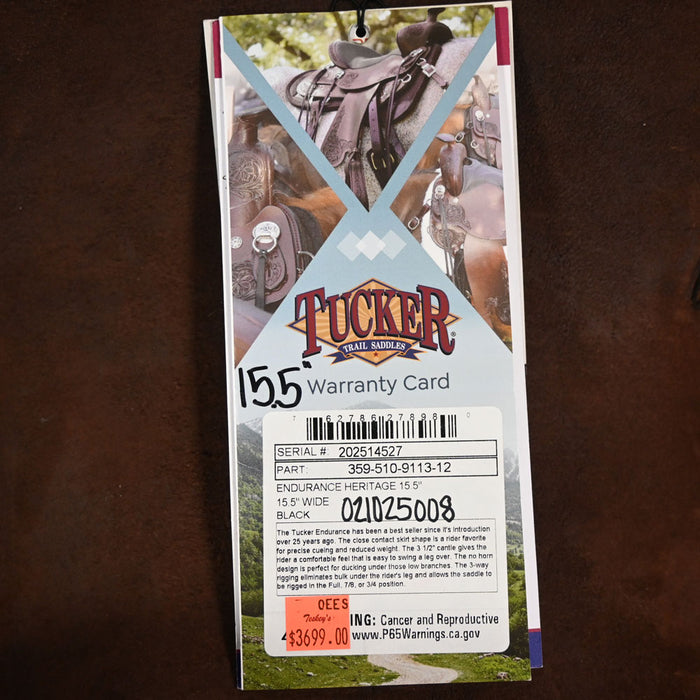 TUCKER®
TRAIL SADDLES
15.5"
Warranty Card
7 62786 27898 0
SERIAL #: 202514527
PART: 359-510-9113-12
ENDURANCE HERITAGE 15.5"
15.5" WIDE
BLACK
021025008
The Tucker Endurance has been a best seller since it's introduction
over 25 years ago. The close contact skirt shape is a rider favorite
for precise cueing and reduced weight. The 3 1/2" cantle gives the
rider a comfortable feel that is easy to swing a leg over. The no horn
design is perfect for ducking under those low branches. The 3-way
rigging eliminates bulk under the rider's leg and allows the saddle to
be rigged in the Full, 7/8, or 3/4 position.
OEES
Teskey's
$3699.00
ING: Cancer and Reproductive
www.P65Warnings.ca.gov